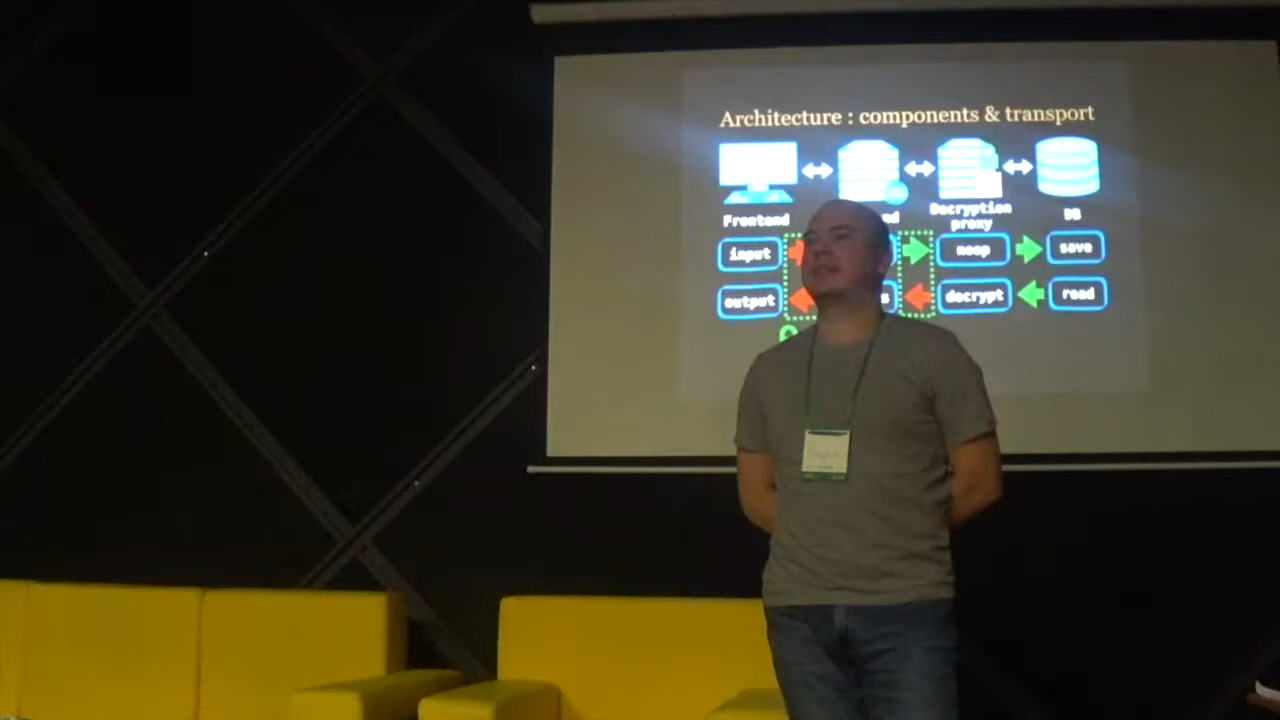 Architecture : components & transport
Frontend
Decryption
proxy
DB
input
noop
save
output
decrypt
read